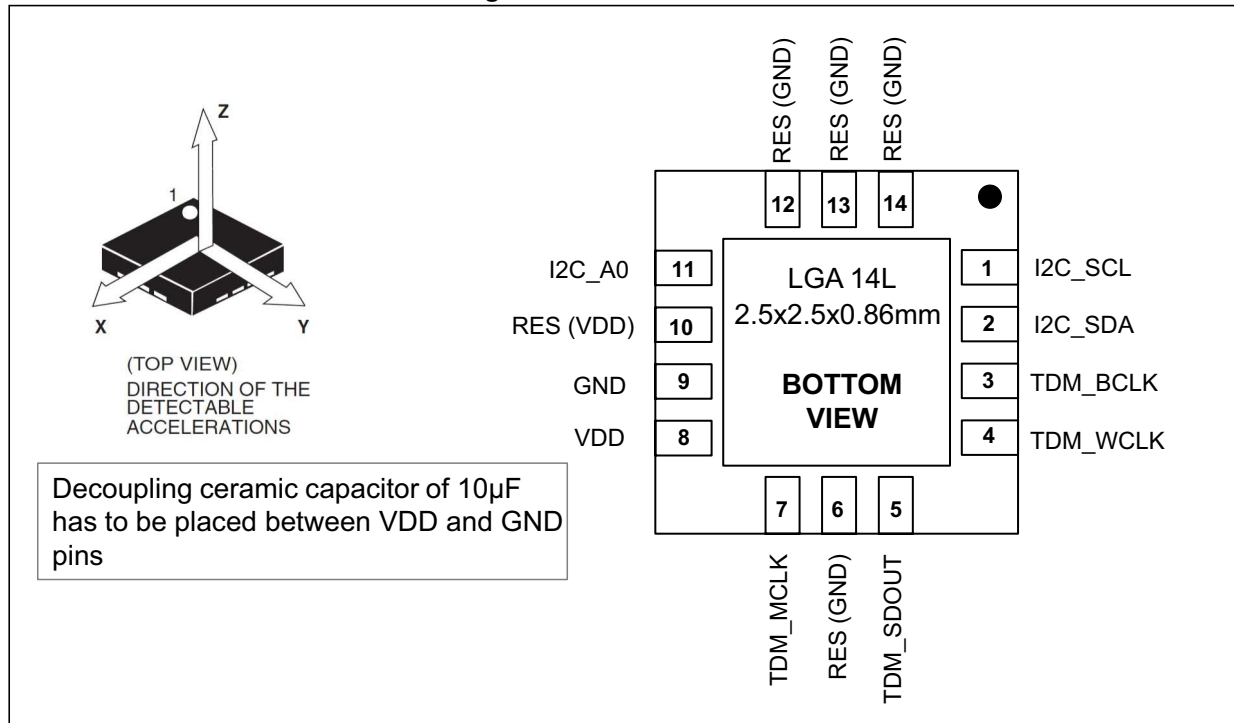 Z
1
X
Y
(TOP VIEW)
DIRECTION OF THE
DETECTABLE
ACCELERATIONS
Decoupling ceramic capacitor of 10µF
has to be placed between VDD and GND
pins
RES (GND)
RES (GND)
RES (GND)
12
13
14
I2C_A0
11
RES (VDD)
10
GND
9
VDD
8
LGA 14L
2.5x2.5x0.86mm
BOTTOM
VIEW
1
I2C_SCL
2
I2C_SDA
3
TDM_BCLK
4
TDM_WCLK
7
6
5
TDM_MCLK
RES (GND)
TDM_SDOUT